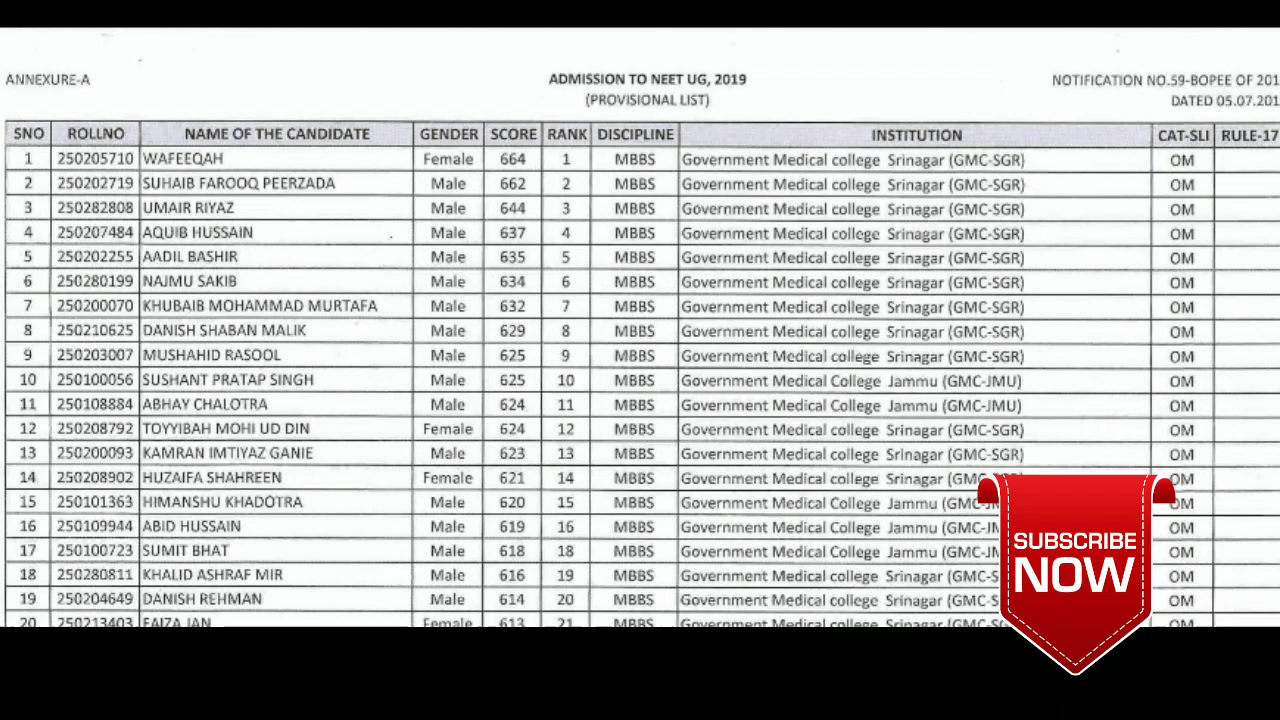 ANNEXURE-A ADMISSION TO NEET UG, 2019 NOTIFICATION NO.59-BOPEE OF 201
(PROVISIONAL LIST) DATED 05.07.201
SNO ROLLNO NAME OF THE CANDIDATE GENDER SCORE RANK DISCIPLINE INSTITUTION CAT-SLI RULE-17
1 250205710 WAFEEQAH Female 664 1 MBBS Government Medical college Srinagar (GMC-SGR) OM
2 250202719 SUHAIB FAROOQ PEERZADA Male 662 2 MBBS Government Medical college Srinagar (GMC-SGR) OM
3 250282808 UMAIR RIYAZ Male 644 3 MBBS Government Medical college Srinagar (GMC-SGR) OM
4 250207484 AQUIB HUSSAIN Male 637 4 MBBS Government Medical college Srinagar (GMC-SGR) OM
5 250202255 AADIL BASHIR Male 635 5 MBBS Government Medical college Srinagar (GMC-SGR) OM
6 250280199 NAJMU SAKIB Male 634 6 MBBS Government Medical college Srinagar (GMC-SGR) OM
7 250200070 KHUBAIB MOHAMMAD MURTAFA Male 632 7 MBBS Government Medical college Srinagar (GMC-SGR) OM
8 250210625 DANISH SHABAN MALIK Male 629 8 MBBS Government Medical college Srinagar (GMC-SGR) OM
9 250203007 MUSHAHID RASOOL Male 625 9 MBBS Government Medical college Srinagar (GMC-SGR) OM
10 250100056 SUSHANT PRATAP SINGH Male 625 10 MBBS Government Medical College Jammu (GMC-JMU) OM
11 250108884 ABHAY CHALOTRA Male 624 11 MBBS Government Medical College Jammu (GMC-JMU) OM
12 250208792 TOYYIBAH MOHI UD DIN Female 624 12 MBBS Government Medical college Srinagar (GMC-SGR) OM
13 250200093 KAMRAN IMTIYAZ GANIE Male 623 13 MBBS Government Medical college Srinagar (GMC-SGR) OM
14 250208902 HUZAIFA SHAHREEN Female 621 14 MBBS Government Medical college Srinagar (GMC-SGR) OM
15 250101363 HIMANSHU KHADOTRA Male 620 15 MBBS Government Medical College Jammu (GMC-JM OM
16 250109944 ABID HUSSAIN Male 619 16 MBBS Government Medical College Jammu (GMC-JM OM
17 250100723 SUMIT BHAT Male 618 18 MBBS Government Medical College Jammu (GMC-JM OM
18 250280811 KHALID ASHRAF MIR Male 616 19 MBBS Government Medical college Srinagar (GMC-S OM
19 250204649 DANISH REHMAN Male 614 20 MBBS Government Medical college Srinagar (GMC-S OM
20 250213403 FAIZA JAN Female 613 21 MBBS Government Medical college Srinagar (GMC-S OM
SUBSCRIBE
NOW